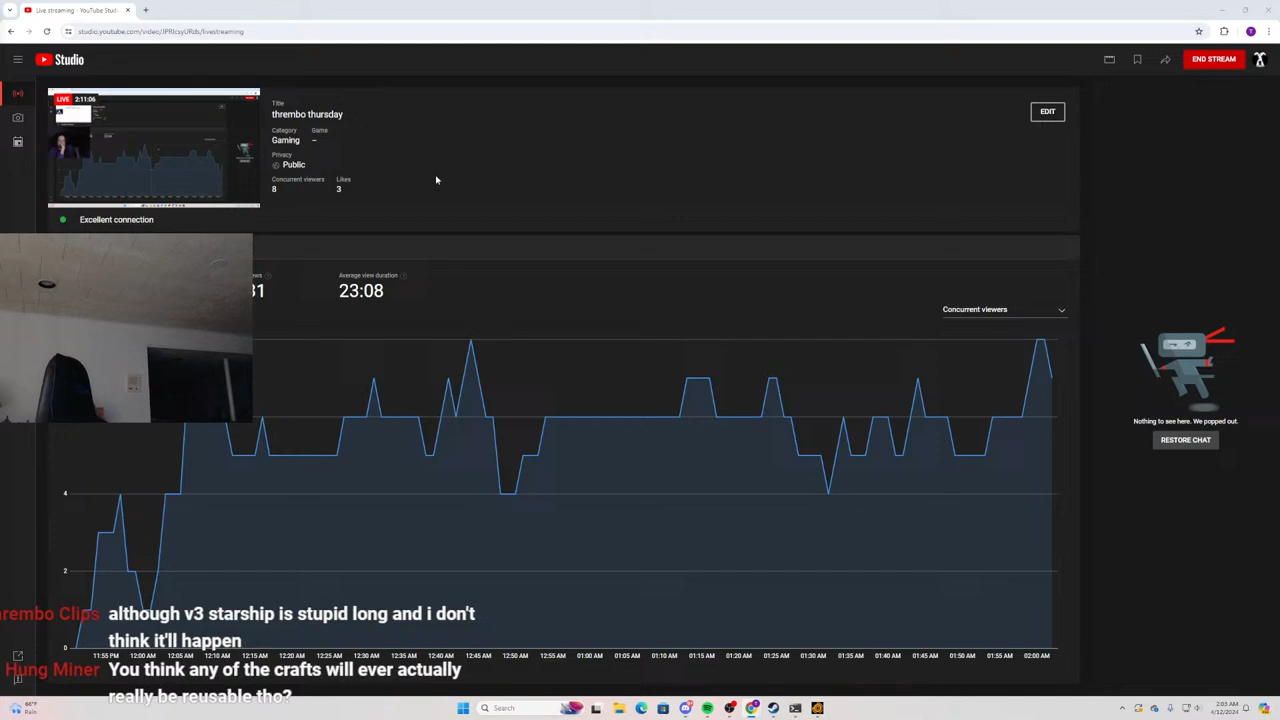 Live streaming - YouTube Stud
studio.youtube.com/video/JPRIcsyURds/livestreaming
T
Studio
END STREAM
LIVE 2:11:06
Title
thrembo thursday
EDIT
Category Game
Gaming –
Privacy
Public
Concurrent viewers Likes
8 3
Excellent connection
Average view duration
31 23:08
Concurrent viewers
Nothing to see here. We popped out.
RESTORE CHAT
4
2
0
11:55 PM 12:00 AM 12:05 AM 12:10 AM 12:15 AM 12:20 AM 12:25 AM 12:30 AM 12:35 AM 12:40 AM 12:45 AM 12:50 AM 12:55 AM 01:00 AM 01:05 AM 01:10 AM 01:15 AM 01:20 AM 01:25 AM 01:30 AM 01:35 AM 01:40 AM 01:45 AM 01:50 AM 01:55 AM 02:00 AM
Clips although v3 starship is stupid long and i don't
think it'll happen
Hung Miner You think any of the crafts will ever actually
really be reusable tho?
66°F
Rain
Search
2:03 AM
4/12/2024